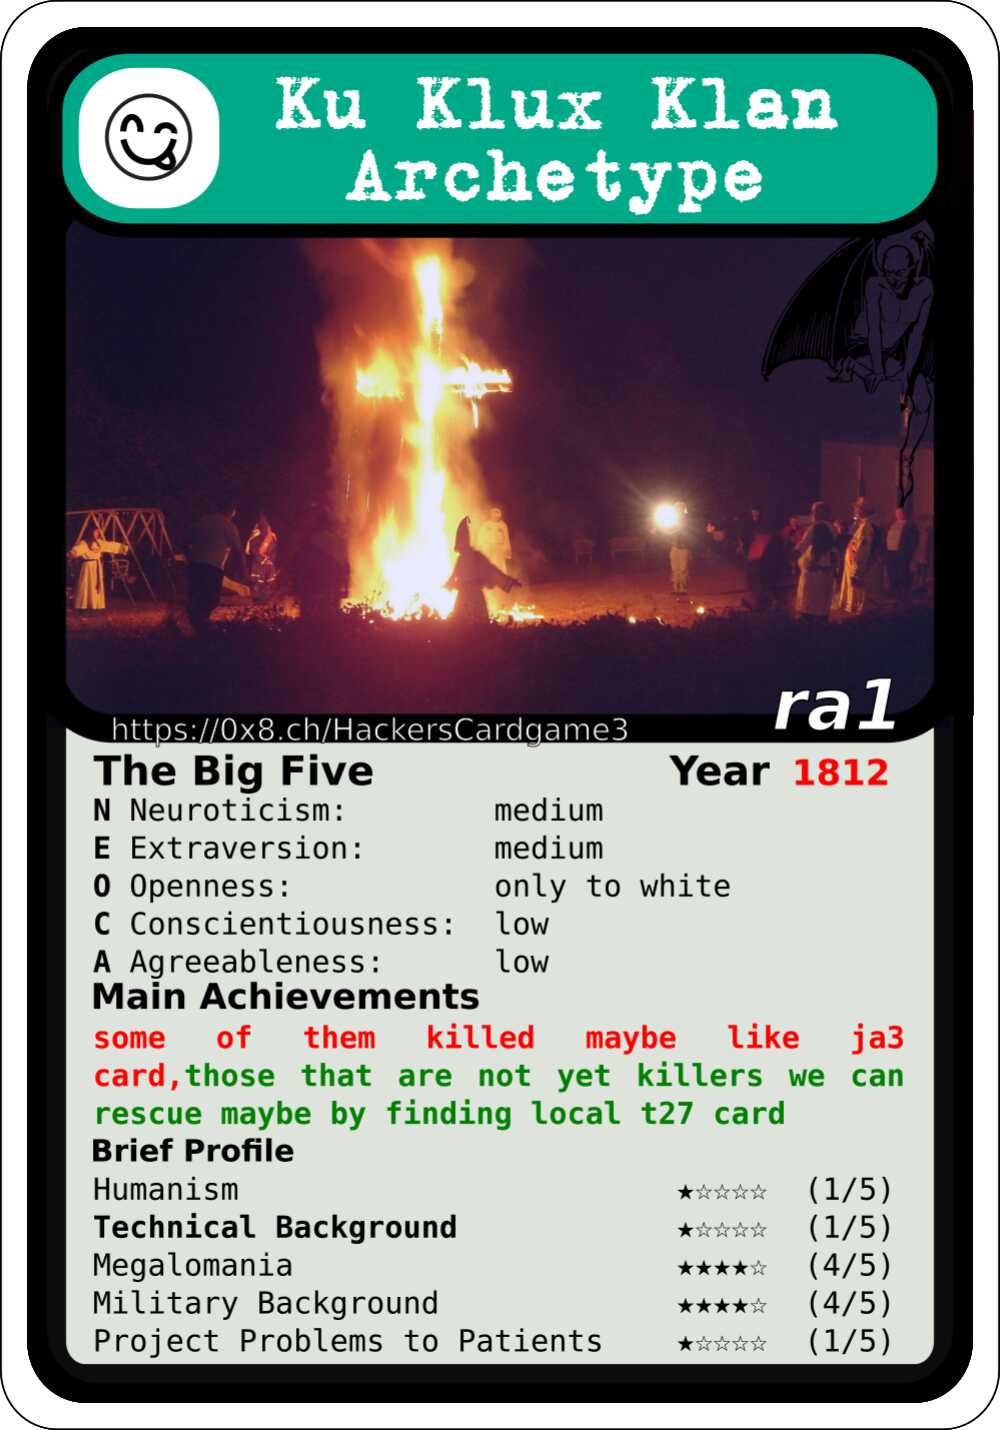 Ku Klux Klan
Archetype
ra1
https://0x8.ch/HackersCardgame3
The Big Five Year 1812
N Neuroticism: medium
E Extraversion: medium
O Openness: only to white
C Conscientiousness: low
A Agreeableness: low
Main Achievements
some of them killed maybe like ja3
card,those that are not yet killers we can
rescue maybe by finding local t27 card
Brief Profile
Humanism ★☆☆☆☆ (1/5)
Technical Background ★☆☆☆☆ (1/5)
Megalomania ★★★★☆ (4/5)
Military Background ★★★★☆ (4/5)
Project Problems to Patients ★☆☆☆☆ (1/5)